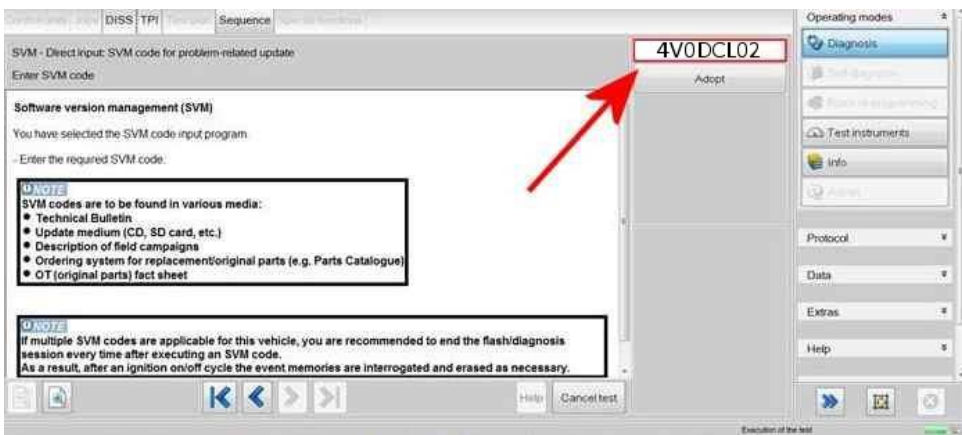 DISS TPI Sequence
Operating modes
SVM - Direct input: SVM code for problem-related update
4V0DCL02
Diagnosis
Enter SVM code
Adopt
Software version management (SVM)
You have selected the SVM code input program.
- Enter the required SVM code:
Test instruments
Info
NOTE
SVM codes are to be found in various media:
• Technical Bulletin
• Update medium (CD, SD card, etc.)
• Description of field campaigns
• Ordering system for replacement/original parts (e.g. Parts Catalogue)
• OT (original parts) fact sheet
Protocol
Data
Extras
Help
NOTE
If multiple SVM codes are applicable for this vehicle, you are recommended to end the flash/diagnosis
session every time after executing an SVM code.
As a result, after an ignition on/off cycle the event memories are interrogated and erased as necessary.
Help Cancel test
Execution of the test